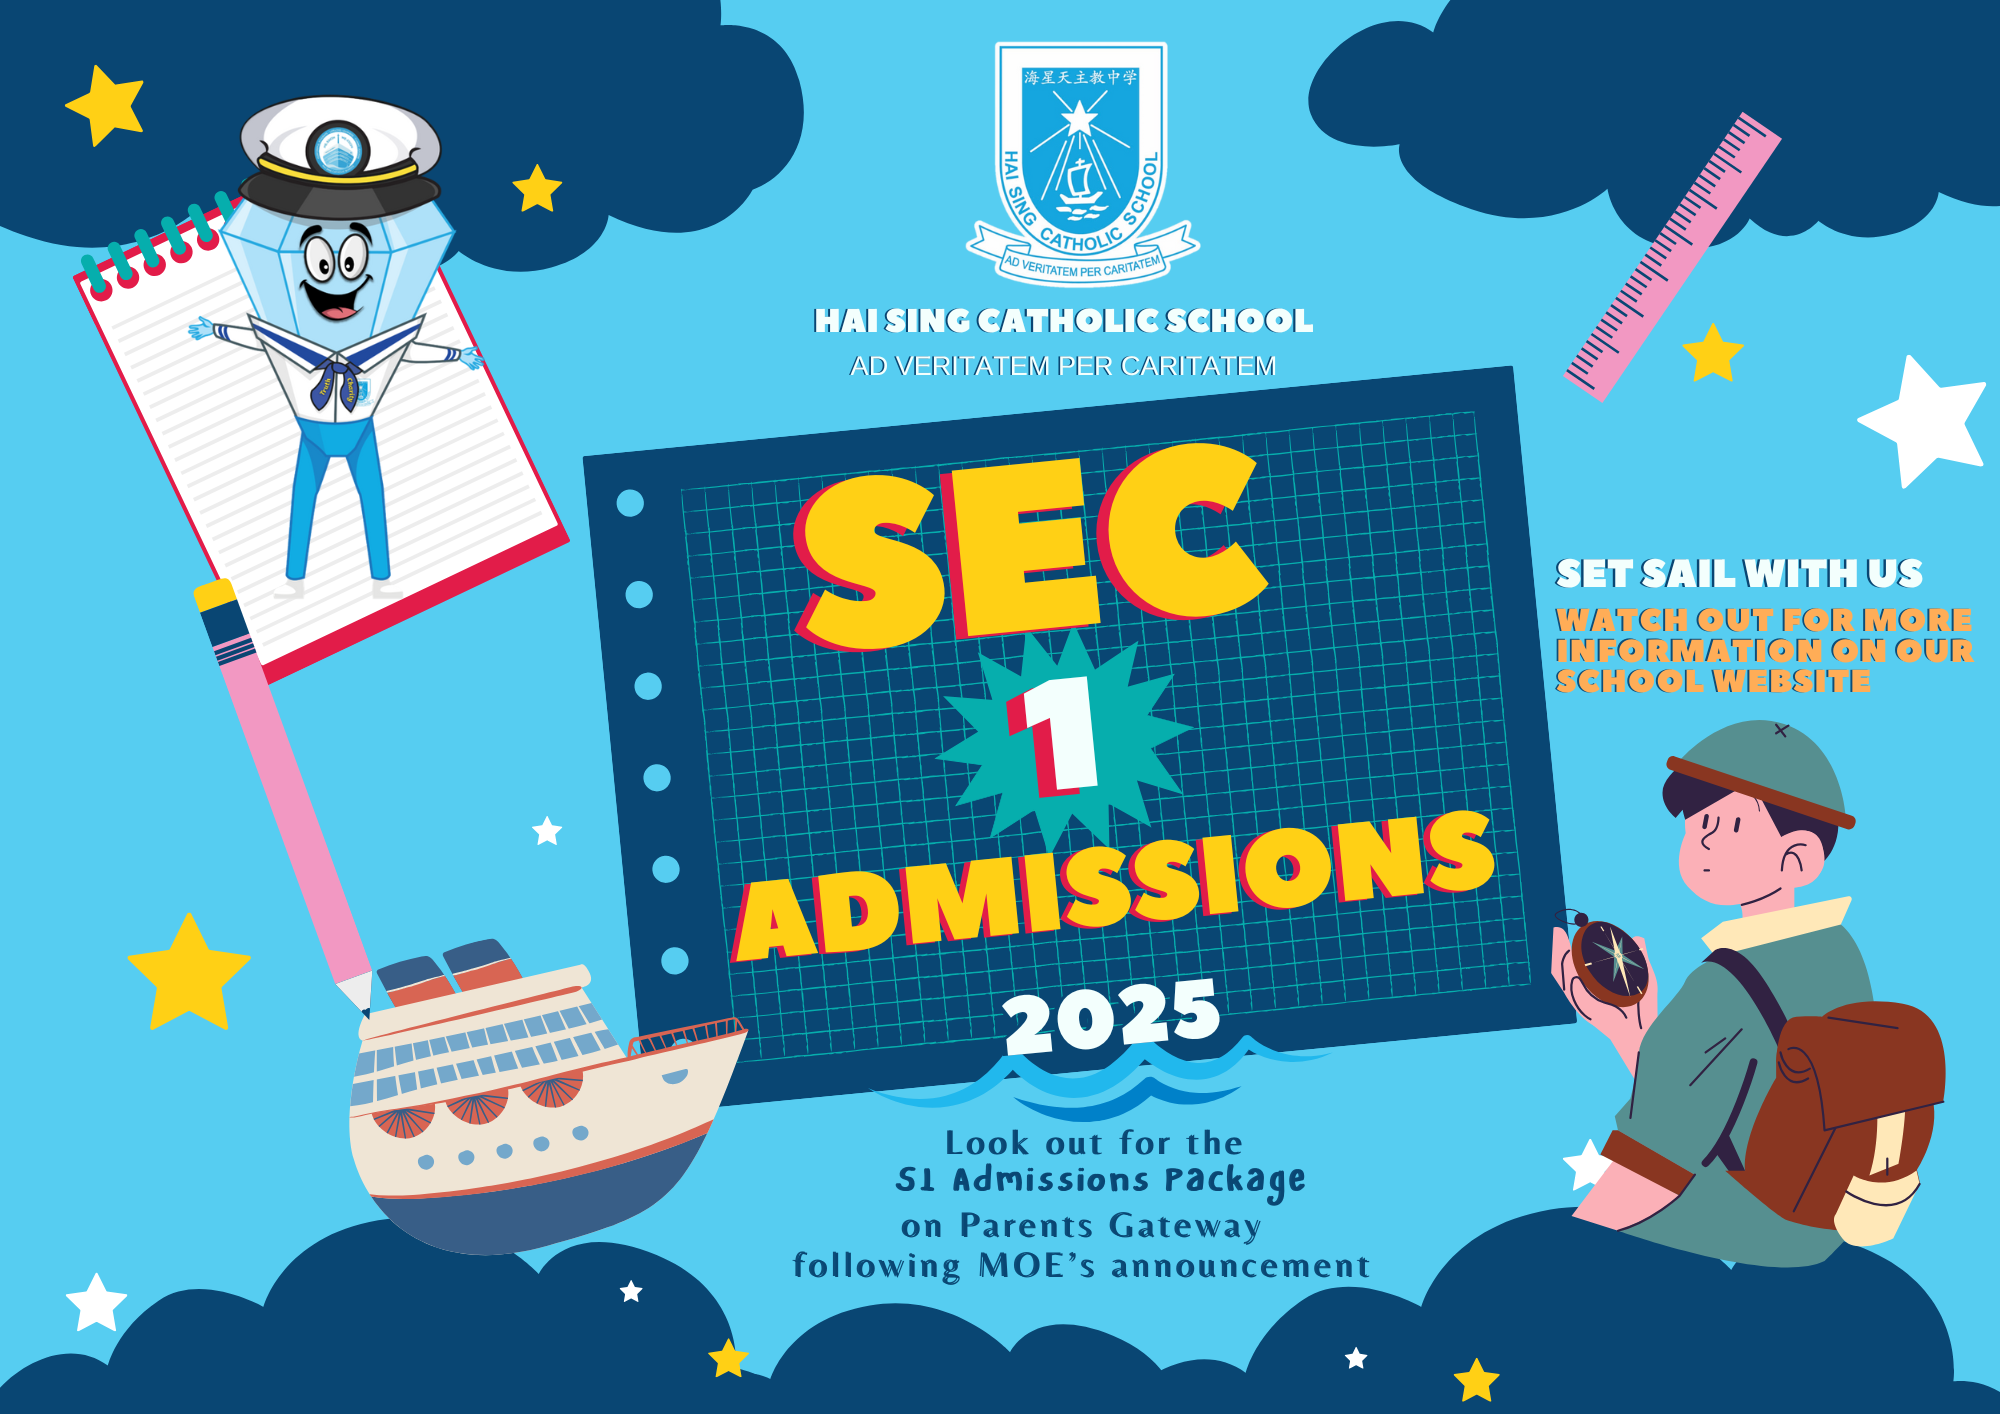 海星天主教中学
HAI SING CATHOLIC SCHOOL
AD VERITATEM PER CARITATEM
HAI SING CATHOLIC SCHOOL
AD VERITATEM PER CARITATEM
Truth
Charity
SEC
1
ADMISSIONS
2025
SET SAIL WITH US
WATCH OUT FOR MORE
INFORMATION ON OUR
SCHOOL WEBSITE
Look out for the
S1 Admissions Package
on Parents Gateway
following MOE's announcement